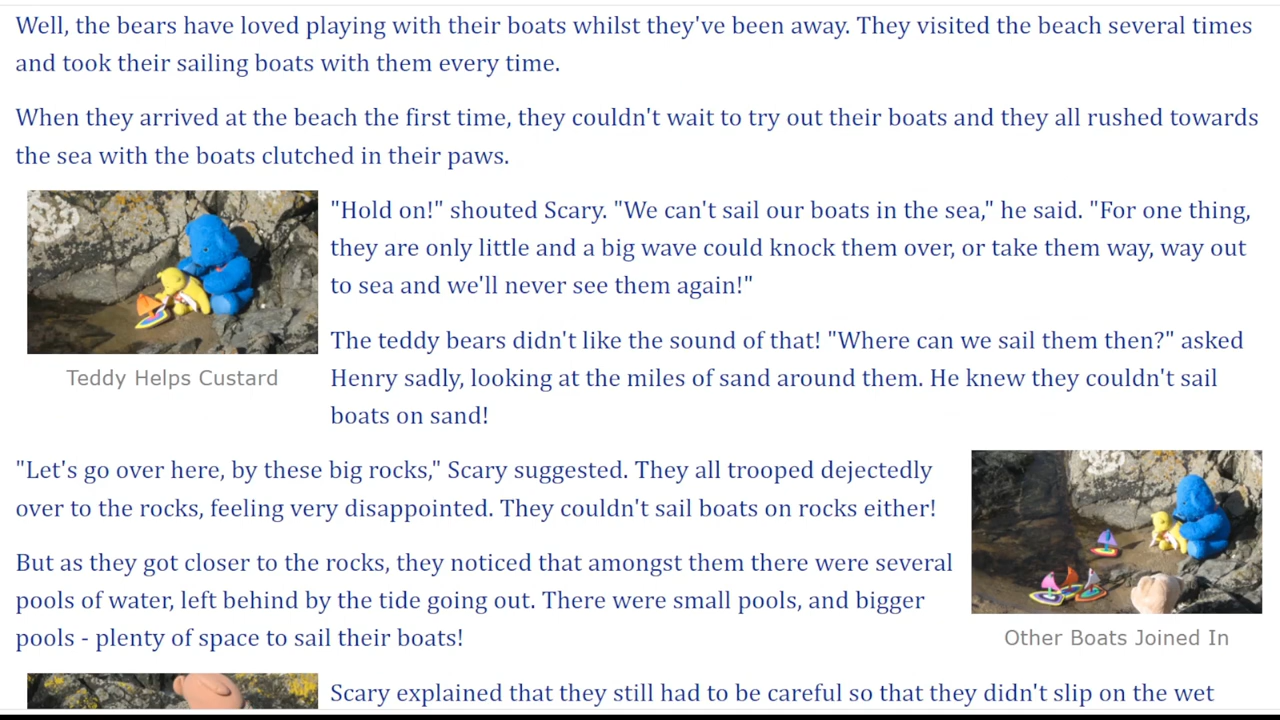 Well, the bears have loved playing with their boats whilst they've been away. They visited the beach several times
and took their sailing boats with them every time.
When they arrived at the beach the first time, they couldn't wait to try out their boats and they all rushed towards
the sea with the boats clutched in their paws.
"Hold on!" shouted Scary. "We can't sail our boats in the sea," he said. "For one thing,
they are only little and a big wave could knock them over, or take them way, way out
to sea and we'll never see them again!"
Teddy Helps Custard
The teddy bears didn't like the sound of that! "Where can we sail them then?" asked
Henry sadly, looking at the miles of sand around them. He knew they couldn't sail
boats on sand!
"Let's go over here, by these big rocks," Scary suggested. They all trooped dejectedly
over to the rocks, feeling very disappointed. They couldn't sail boats on rocks either!
But as they got closer to the rocks, they noticed that amongst them there were several
pools of water, left behind by the tide going out. There were small pools, and bigger
pools - plenty of space to sail their boats!
Other Boats Joined In
Scary explained that they still had to be careful so that they didn't slip on the wet